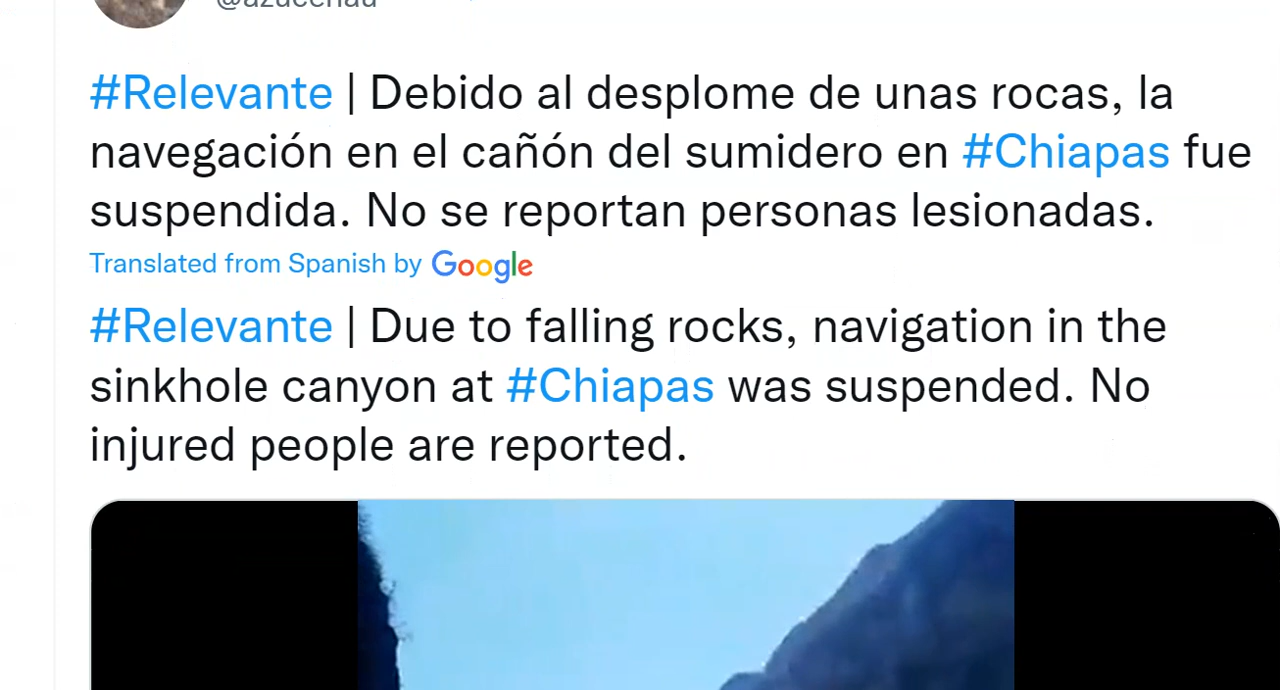 @azucenau
#Relevante | Debido al desplome de unas rocas, la
navegación en el cañón del sumidero en #Chiapas fue
suspendida. No se reportan personas lesionadas.
Translated from Spanish by Google
#Relevante | Due to falling rocks, navigation in the
sinkhole canyon at #Chiapas was suspended. No
injured people are reported.